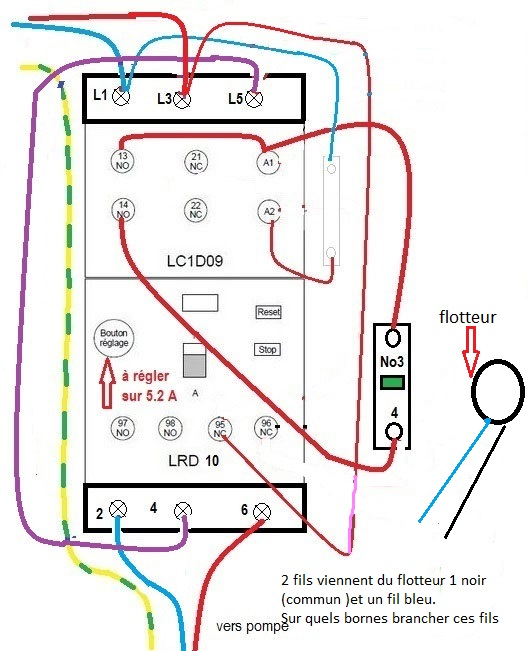 L1 L3 L5
13 NO
21 NC
A1
14 NO
22 NC
A2
LC1D09
Bouton réglage
Reset
Stop
à régler
sur 5.2 A
A
97 NO
98 NO
95 NC
96 NC
LRD 10
2 4 6
No3
4
flotteur
2 fils viennent du flotteur 1 noir
(commun )et un fil bleu.
Sur quels bornes brancher ces fils
vers pompe